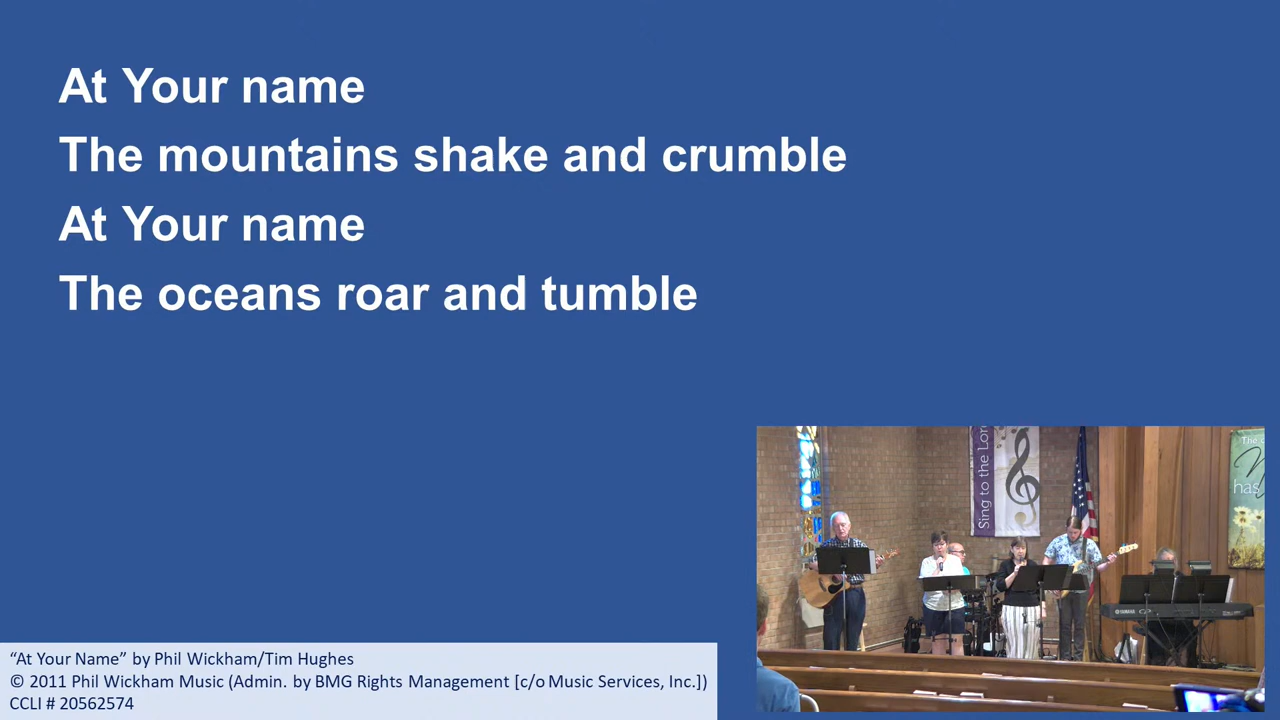 At Your name
The mountains shake and crumble
At Your name
The oceans roar and tumble
Sing to the Lord
The
has
YAMAHA
“At Your Name” by Phil Wickham/Tim Hughes
© 2011 Phil Wickham Music (Admin. by BMG Rights Management [c/o Music Services, Inc.])
CCLI # 20562574